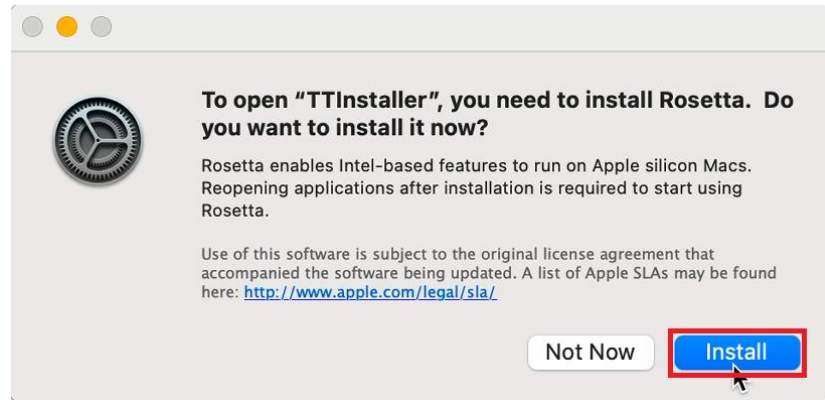 To open “TTInstaller”, you need to install Rosetta. Do
you want to install it now?
Rosetta enables Intel-based features to run on Apple silicon Macs.
Reopening applications after installation is required to start using
Rosetta.
Use of this software is subject to the original license agreement that
accompanied the software being updated. A list of Apple SLAs may be found
here: http://www.apple.com/legal/sla/
Not Now Install